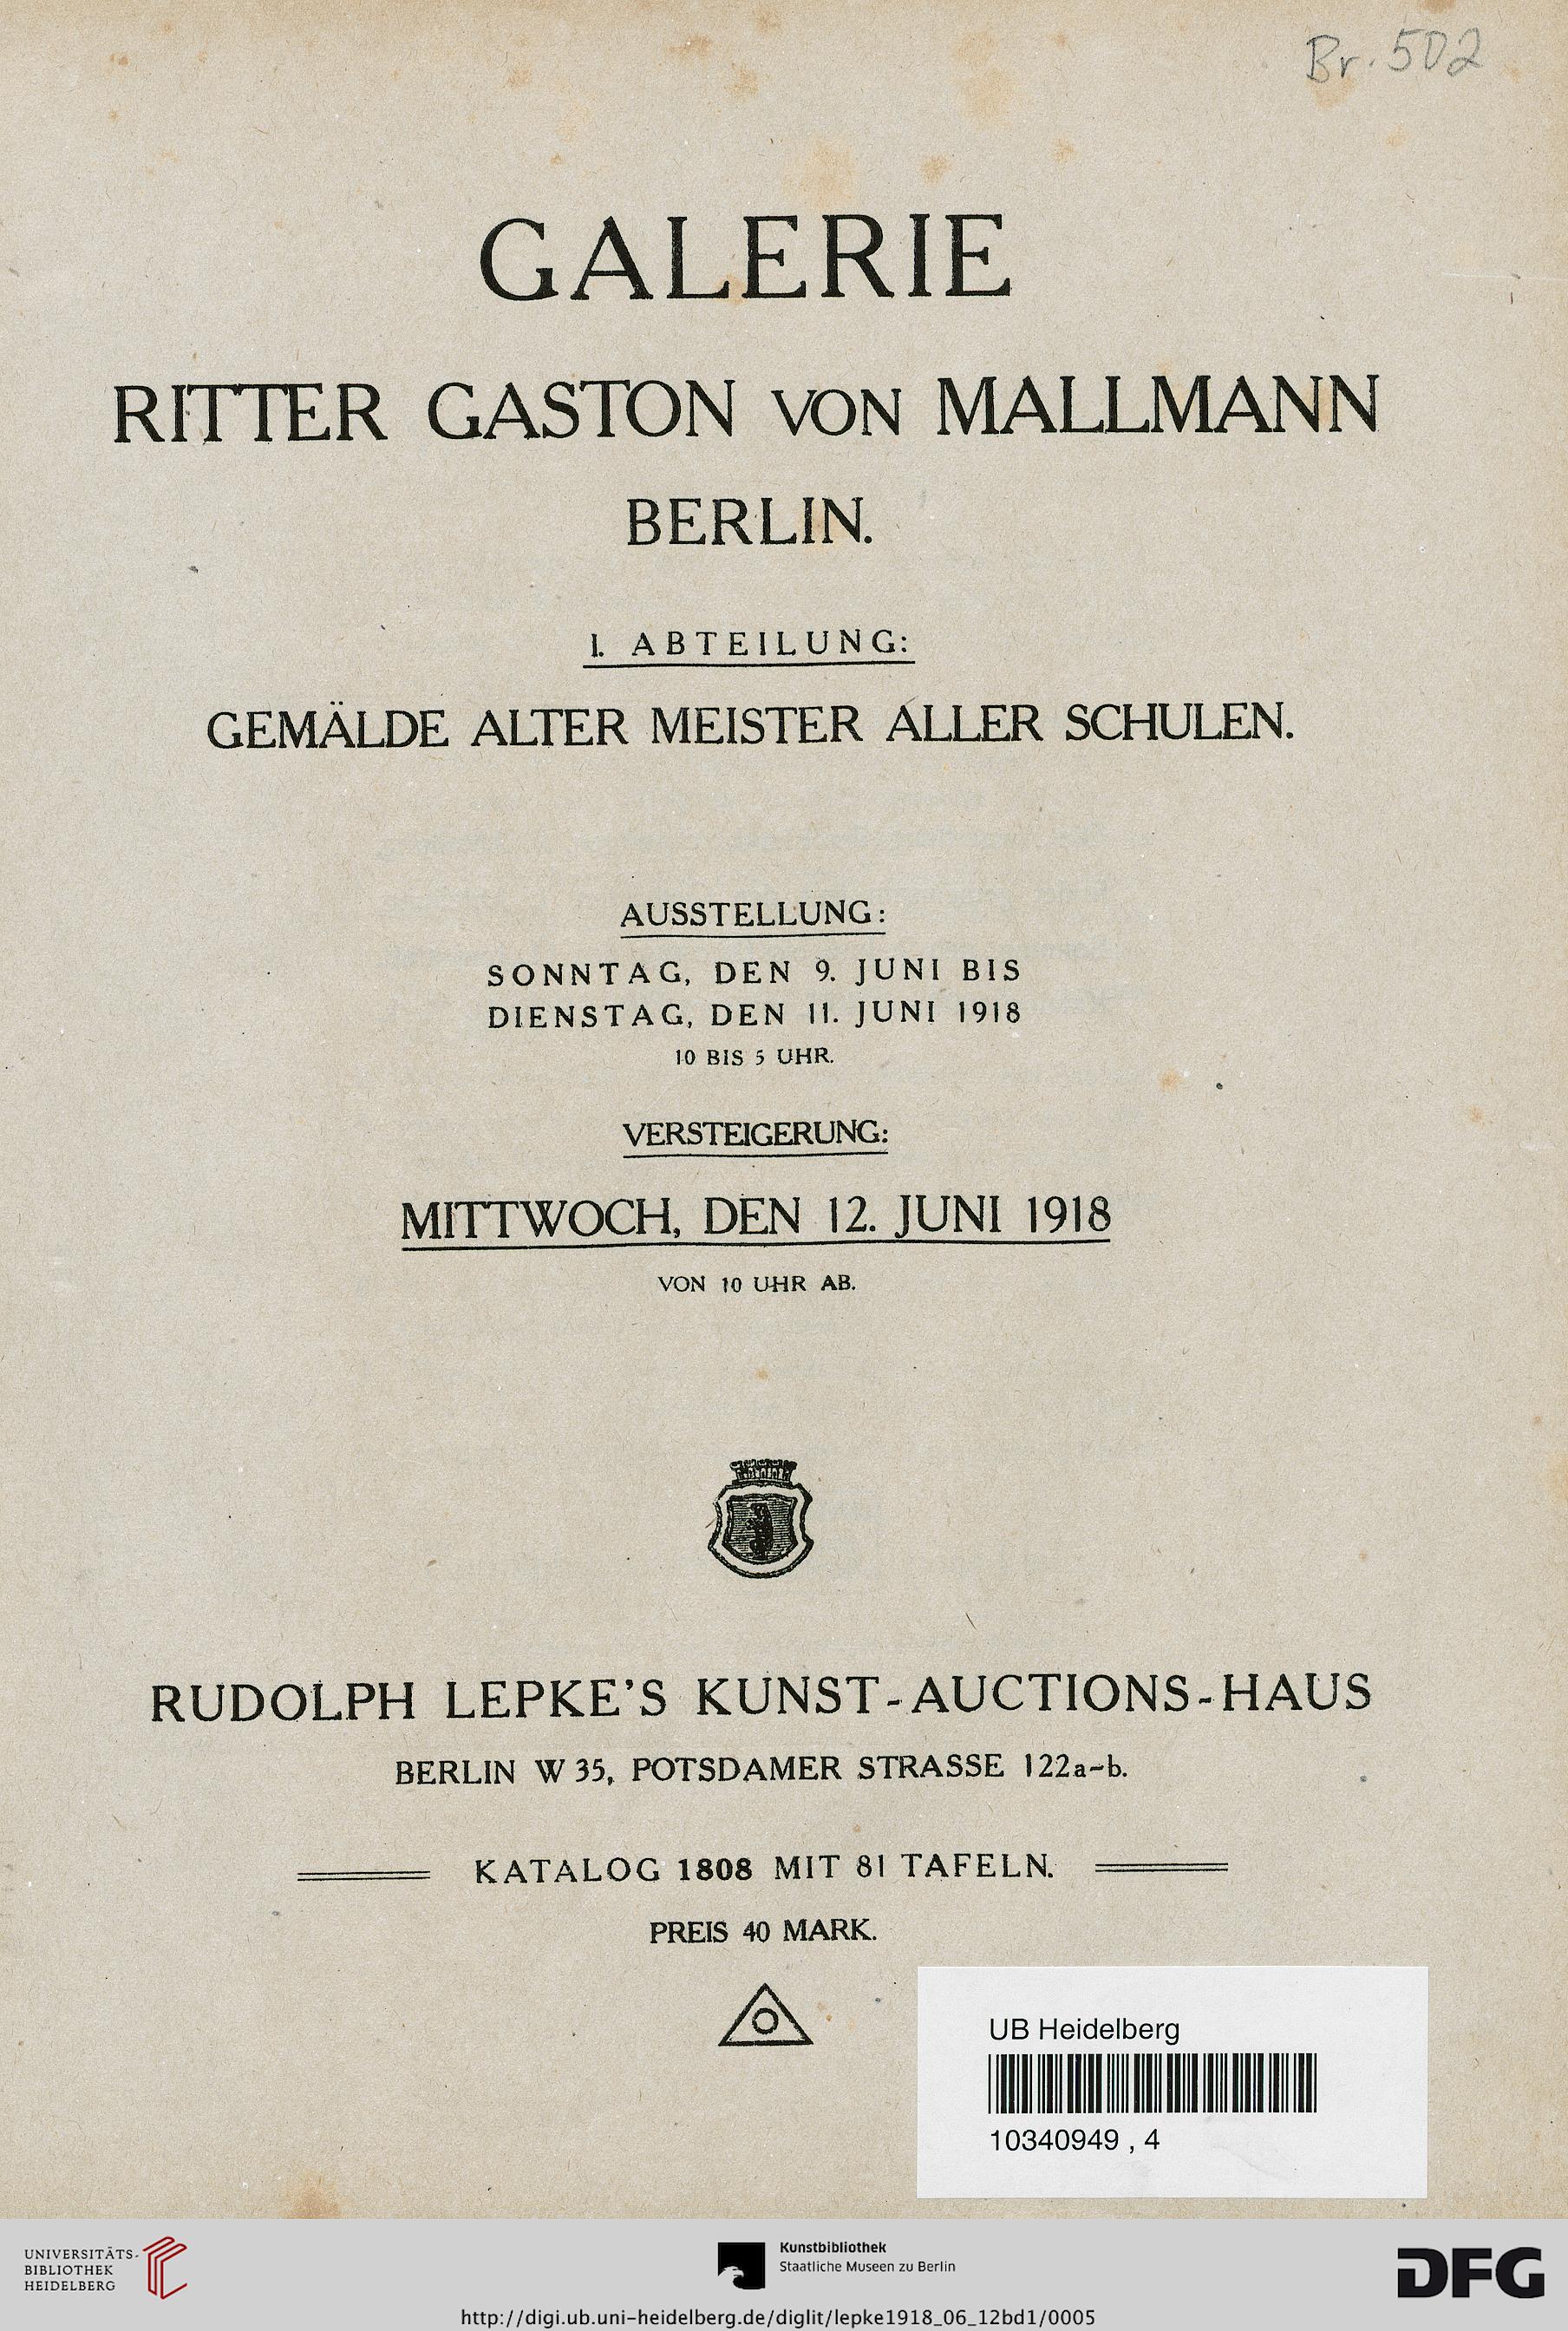 Br. 502
GALERIE
RITTER GASTON VON MALLMANN
BERLIN.
I. ABTEILUNG:
GEMÄLDE ALTER MEISTER ALLER SCHULEN.
AUSSTELLUNG:
SONNTAG, DEN 9. JUNI BIS
DIENSTAG, DEN 11. JUNI 1918
10 BIS 5 UHR.
VERSTEIGERUNG:
MITTWOCH, DEN 12. JUNI 1918
VON 10 UHR AB.
RUDOLPH LEPKE'S KUNST-AUCTIONS-HAUS
BERLIN W 35, POTSDAMER STRASSE 122a-b.
KATALOG 1808 MIT 81 TAFELN.
PREIS 40 MARK.
UB Heidelberg
10340949 , 4
UNIVERSITÄTS-
BIBLIOTHEK
HEIDELBERG
Kunstbibliothek
Staatliche Museen zu Berlin
DFG
http://digi.ub.uni-heidelberg.de/diglit/lepke1918_06_12bd1/0005